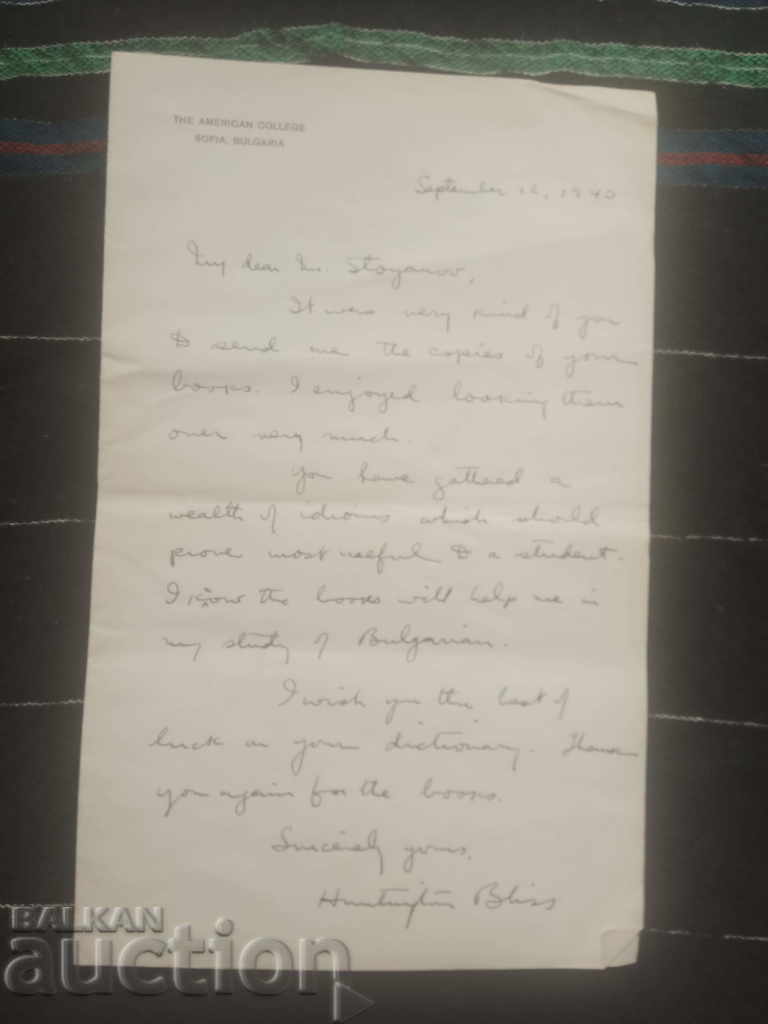 THE AMERICAN COLLEGE
SOFIA, BULGARIA
September 12, 1940
My dear Mr. Stoyanov,
It was very kind of you
to send me the copies of your
books. I enjoyed looking them
over very much.
You have gathered a
wealth of idioms which should
prove most useful to a student.
I know the books will help me in
my study of Bulgarian.
I wish you the best of
luck on your dictionary. Thank
you again for the books.
Sincerely yours,
Huntington Bliss
BALKAN
auction